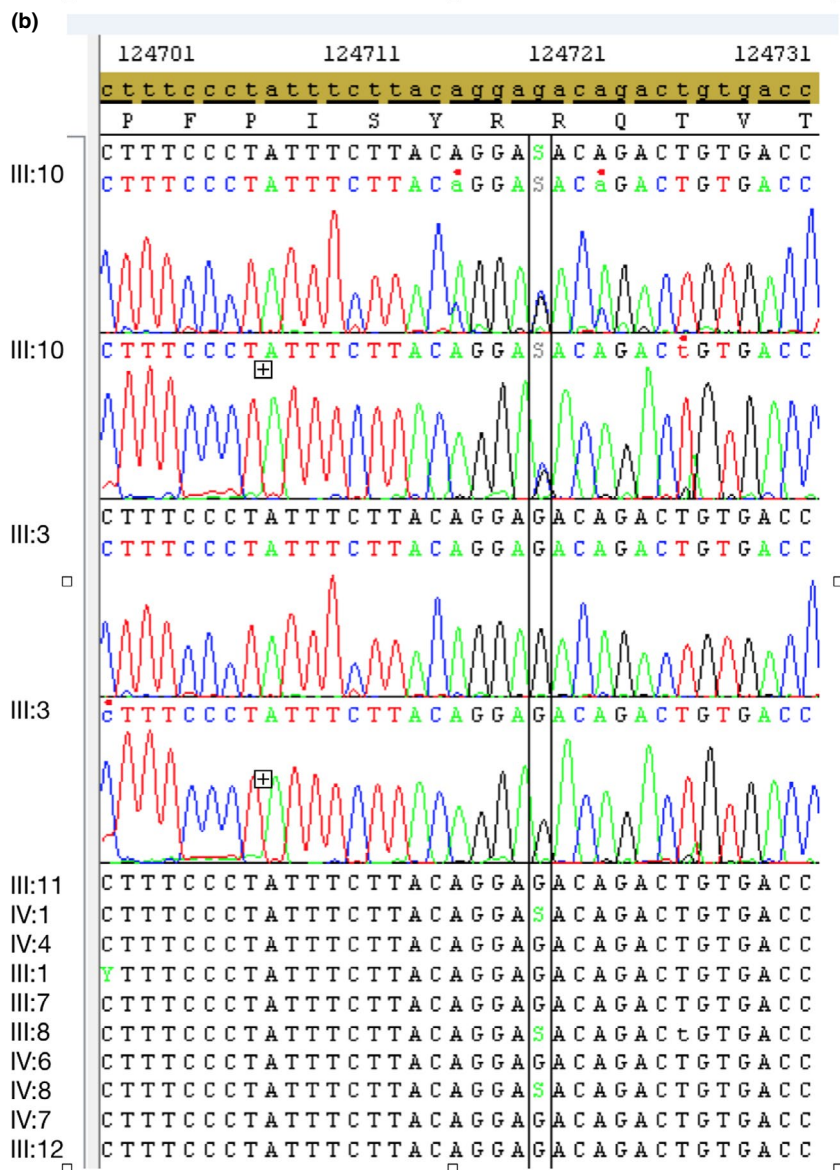 (b)
124701 124711 124721 124731
ctttccctatttcttacaggagacagactgtgacc
P F P I S Y R R Q T V T
III:10
CTTTCCCTATTTCTTACAGGASACAGACTGTGACC
CTTTCCCTATTTCTTACaGGASACaGACTGTGACC
III:10 CTTTCCCTATTTCTTACAGGASACAGACtGTGACC
III:3
CTTTCCCTATTTCTTACAGGAGACAGACTGTGACC
CTTTCCCTATTTCTTACAGGAGACAGACTGTGACC
III:3 cTTTCCCTATTTCTTACAGGAGACAGACTGTGACC
III:11 CTTTCCCTATTTCTTACAGGAGACAGACTGTGACC
IV:1 CTTTCCCTATTTCTTACAGGASACAGACTGTGACC
IV:4 CTTTCCCTATTTCTTACAGGAGACAGACTGTGACC
III:1 YTTTCCCTATTTCTTACAGGAGACAGACTGTGACC
III:7 CTTTCCCTATTTCTTACAGGAGACAGACTGTGACC
III:8 CTTTCCCTATTTCTTACAGGASACAGACtGTGACC
IV:6 CTTTCCCTATTTCTTACAGGAGACAGACTGTGACC
IV:8 CTTTCCCTATTTCTTACAGGASACAGACTGTGACC
IV:7 CTTTCCCTATTTCTTACAGGAGACAGACTGTGACC
III:12 CTTTCCCTATTTCTTACAGGAGACAGACTGTGACC